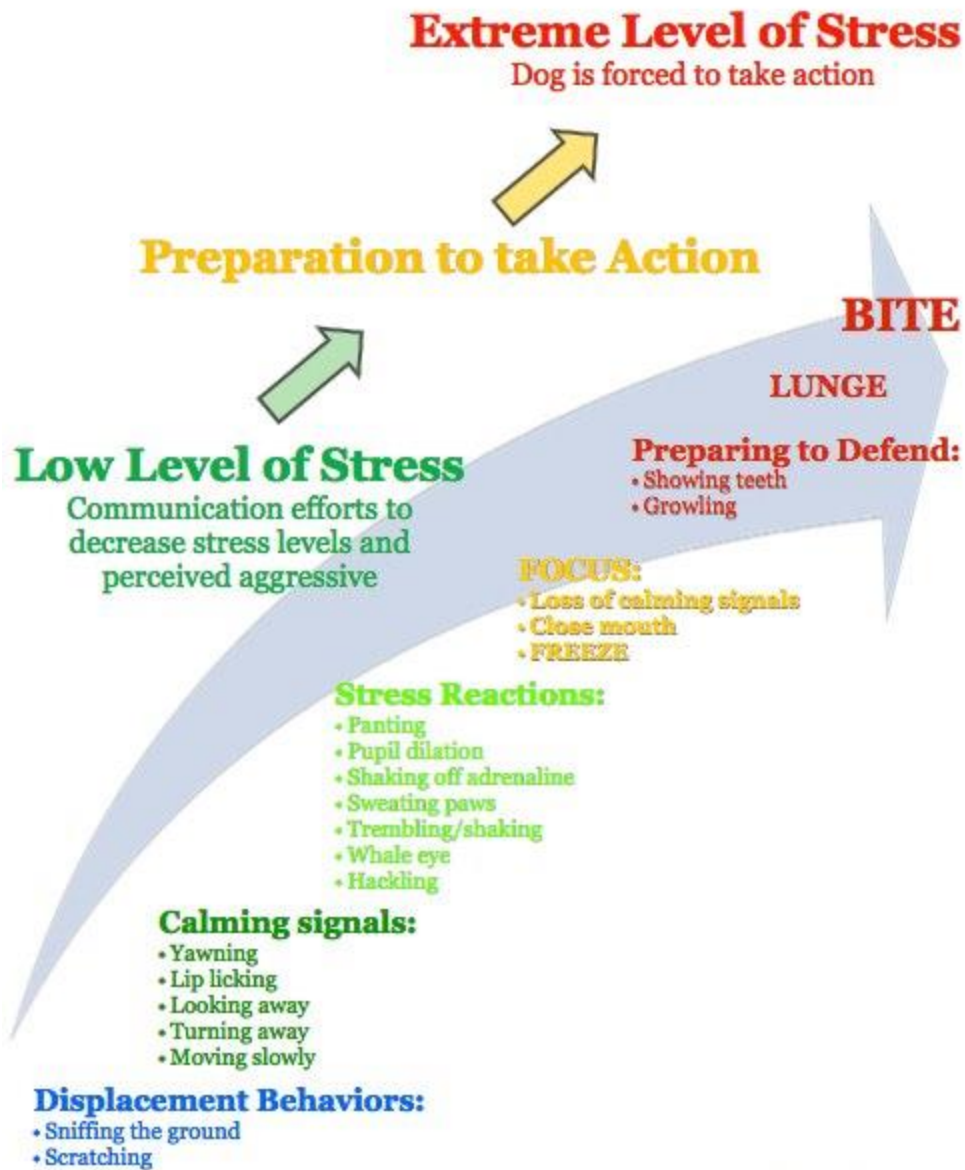 Extreme Level of Stress
Dog is forced to take action
Preparation to take Action
BITE
LUNGE
Low Level of Stress
Communication efforts to
decrease stress levels and
perceived aggressive
Preparing to Defend:
• Showing teeth
• Growling
FOCUS:
• Loss of calming signals
• Close mouth
• FREEZE
Stress Reactions:
• Panting
• Pupil dilation
• Shaking off adrenaline
• Sweating paws
• Trembling/shaking
• Whale eye
• Hackling
Calming signals:
• Yawning
• Lip licking
• Looking away
• Turning away
• Moving slowly
Displacement Behaviors:
• Sniffing the ground
• Scratching